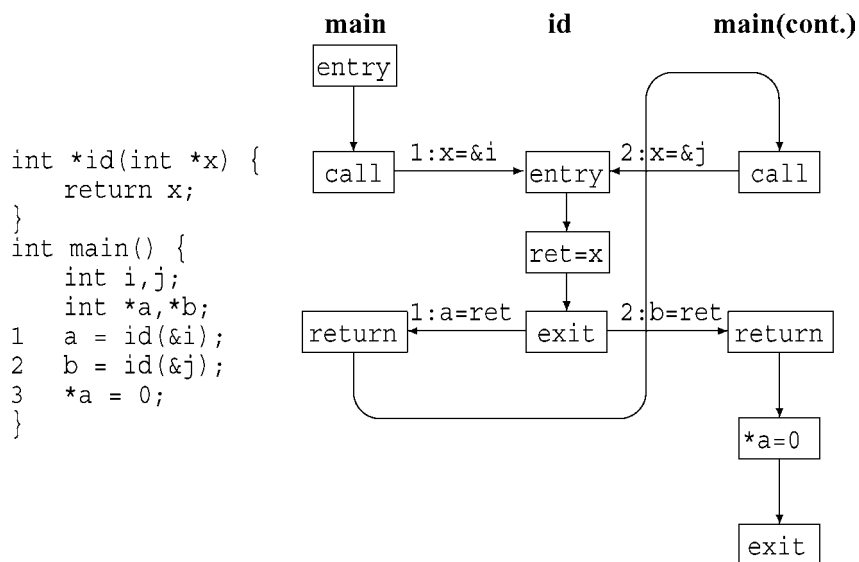 main id main(cont.)
entry
int *id(int *x) {
return x;
}
int main() {
int i,j;
int *a,*b;
1 a = id(&i);
2 b = id(&j);
3 *a = 0;
}
call 1:x=&i entry 2:x=&j call
ret=x
return 1:a=ret exit 2:b=ret return
*a=0
exit